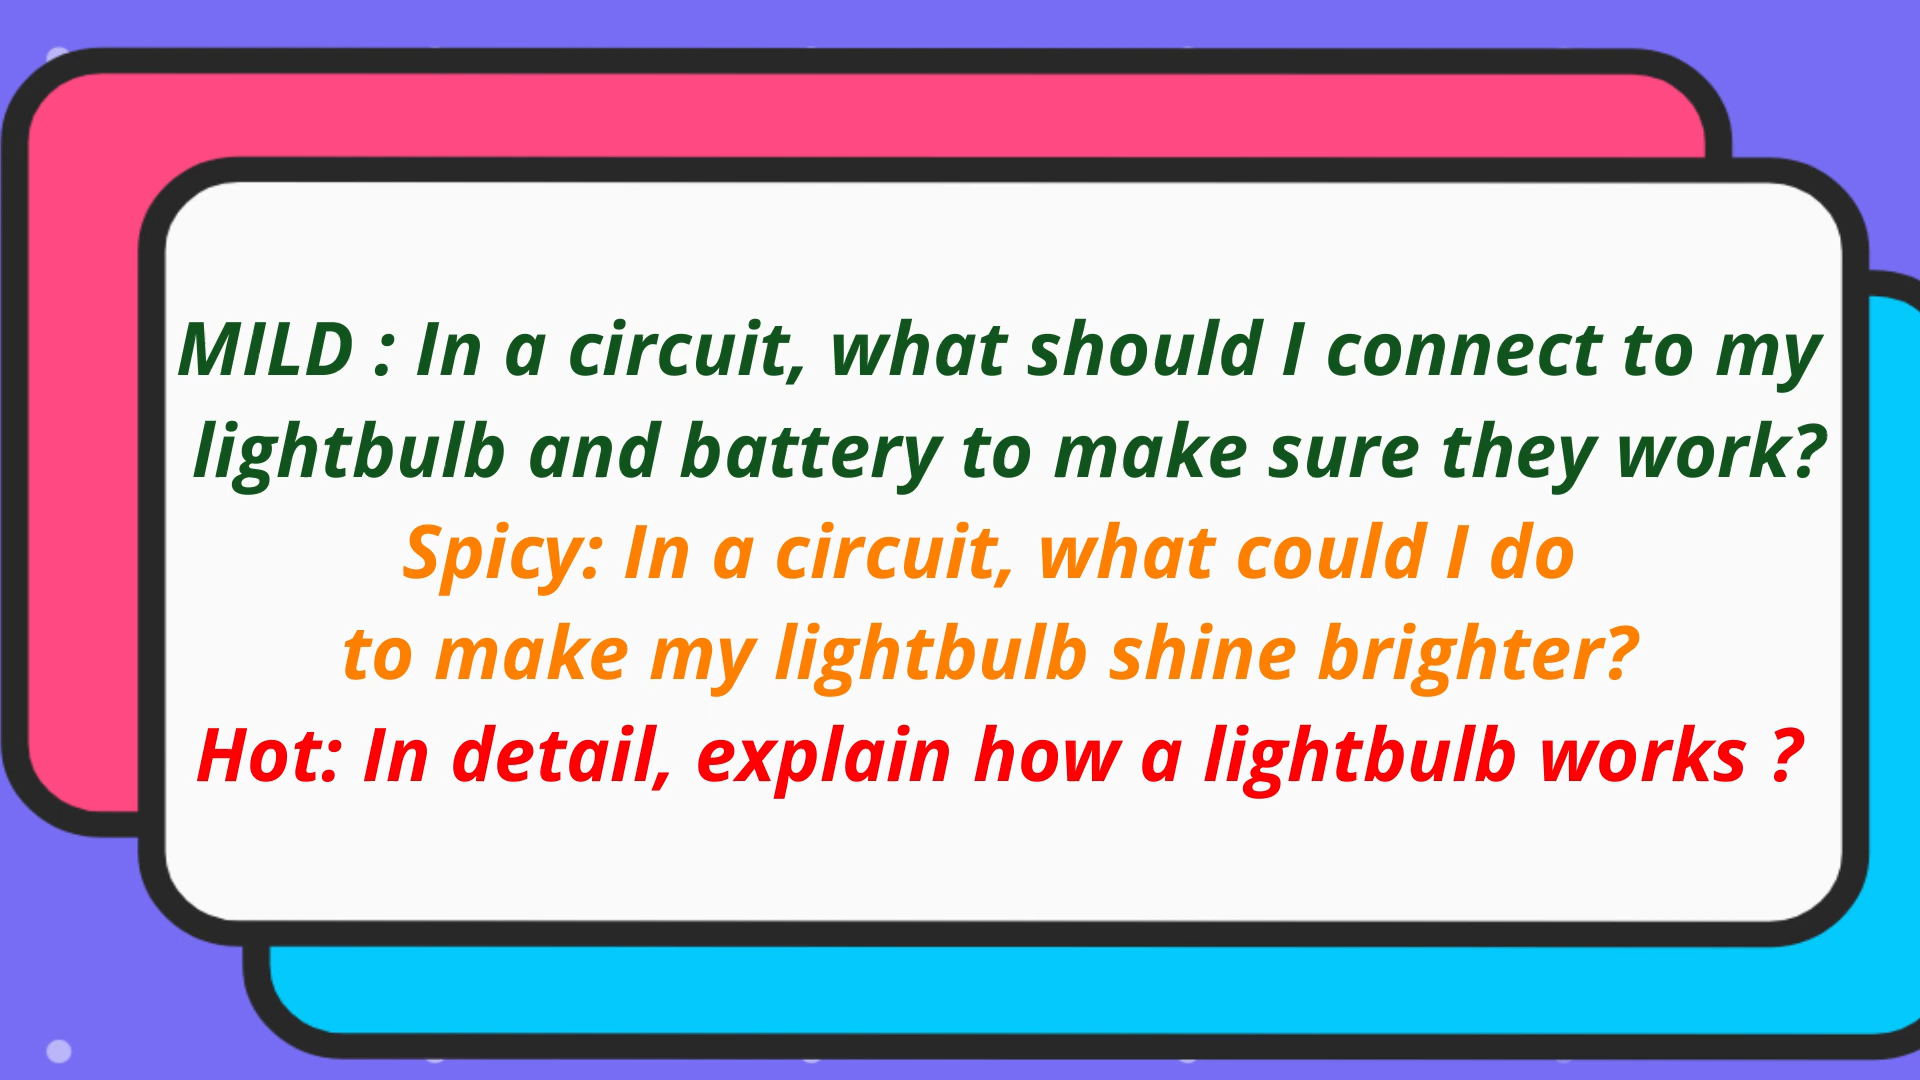 MILD : In a circuit, what should I connect to my
lightbulb and battery to make sure they work?
Spicy: In a circuit, what could I do
to make my lightbulb shine brighter?
Hot: In detail, explain how a lightbulb works ?